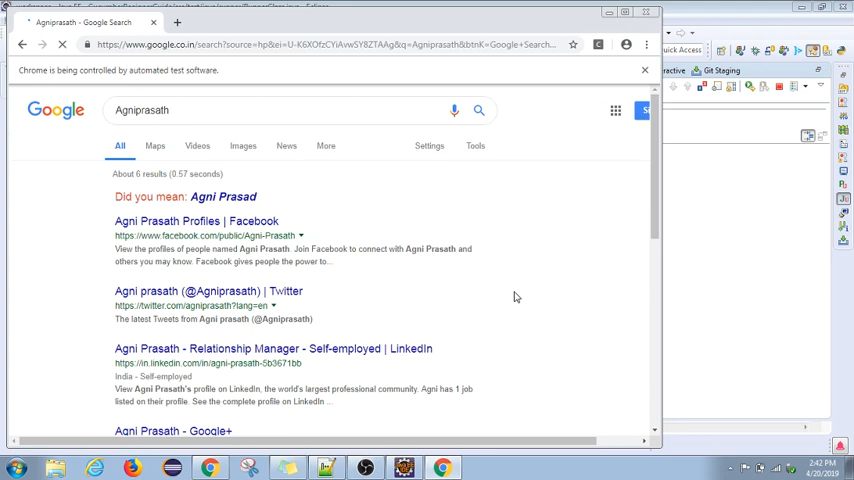 Agniprasath - Google Search
https://www.google.co.in/search?source=hp&ei=U-K6XOfzCYiAvwSY8ZTAAg&q=Agniprasath&btnK=Google+Search...
Quick Access
Chrome is being controlled by automated test software.
Git Staging
Google
Agniprasath
All Maps Videos Images News More Settings Tools
About 6 results (0.57 seconds)
Did you mean: Agni Prasad
Agni Prasath Profiles | Facebook
https://www.facebook.com/public/Agni-Prasath
View the profiles of people named Agni Prasath. Join Facebook to connect with Agni Prasath and
others you may know. Facebook gives people the power to...
Agni prasath (@Agniprasath) | Twitter
https://twitter.com/agniprasath?lang=en
The latest Tweets from Agni prasath (@Agniprasath)
Agni Prasath - Relationship Manager - Self-employed | LinkedIn
https://in.linkedin.com/in/agni-prasath-5b3671bb
India - Self-employed
View Agni Prasath's profile on LinkedIn, the world's largest professional community. Agni has 1 job
listed on their profile. See the complete profile on LinkedIn ...
Agni Prasath - Google+
2:42 PM
4/20/2019